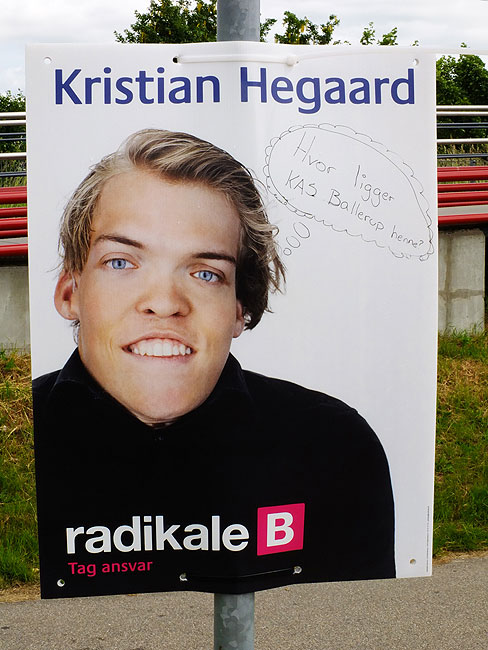 Kristian Hegaard
Hvor ligger
KAS Ballerup henne?
radikale B
Tag ansvar